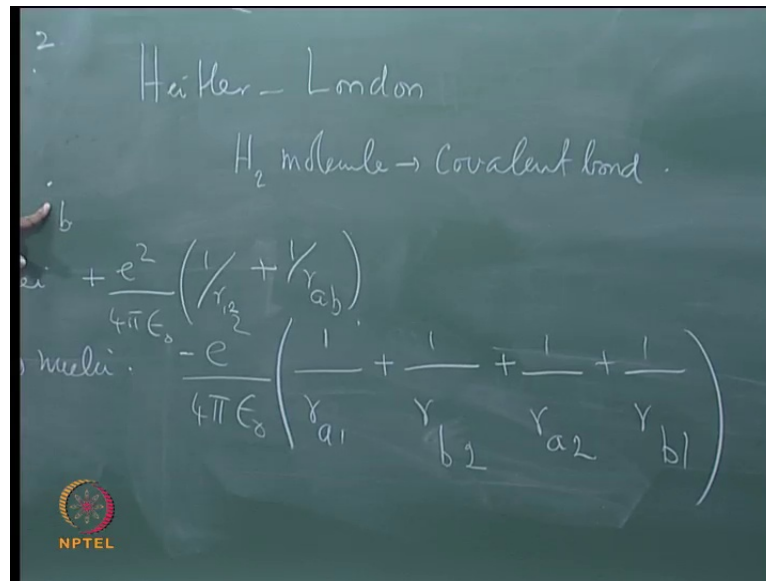 2
Heitler - London
H₂ molecule → Covalent bond.
b
+ e²/4πε₀ (1/r₁₂ + 1/r_ab)
nuclei. -e²/4πε₀ (1/r_a1 + 1/r_b2 + 1/r_a2 + 1/r_b1)
NPTEL